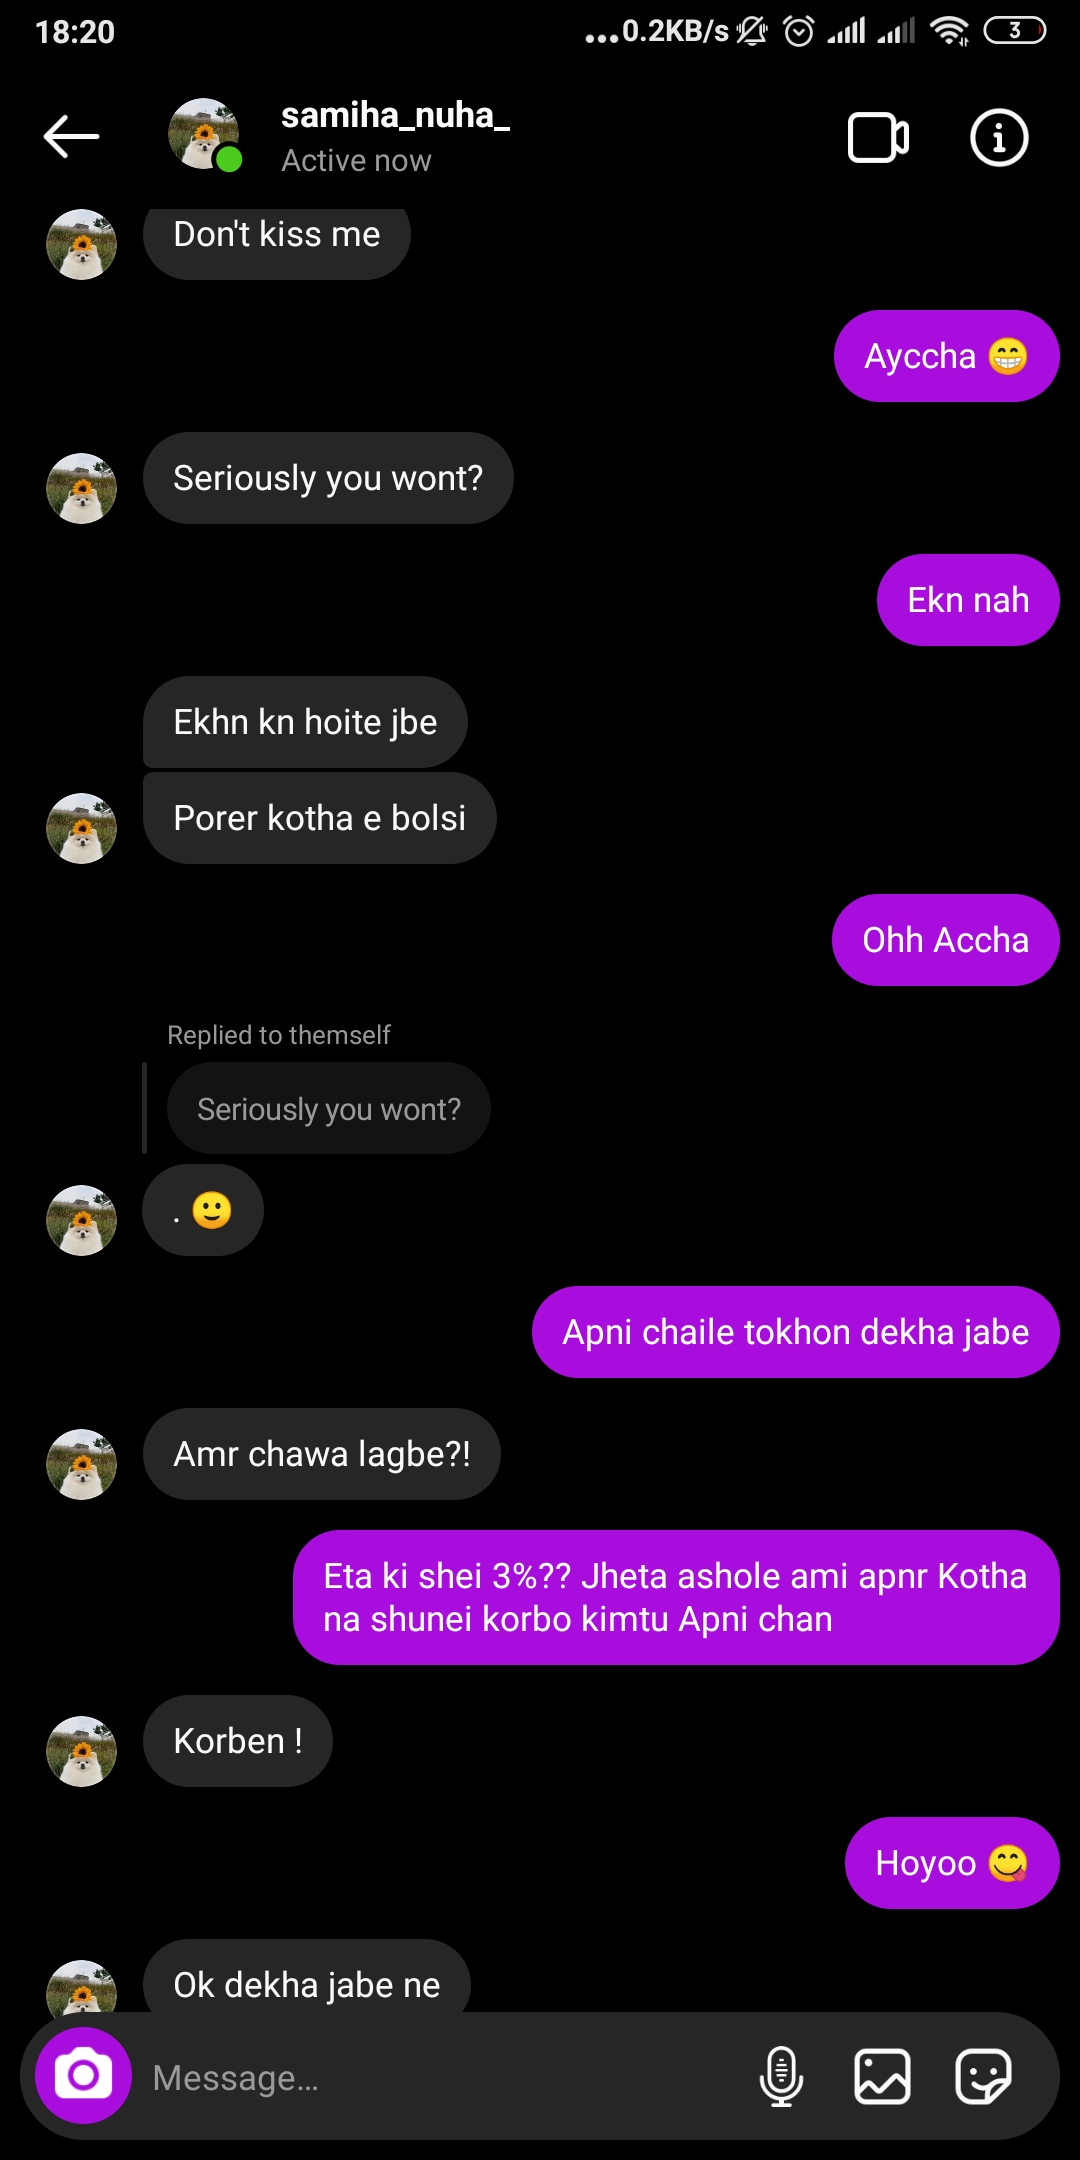 18:20
...0.2KB/s
3
samiha_nuha_
Active now
Don't kiss me
Ayccha 😁
Seriously you wont?
Ekn nah
Ekhn kn hoite jbe
Porer kotha e bolsi
Ohh Accha
Replied to themself
Seriously you wont?
. 🙂
Apni chaile tokhon dekha jabe
Amr chawa lagbe?!
Eta ki shei 3%?? Jheta ashole ami apnr Kotha
na shunei korbo kimtu Apni chan
Korben !
Hoyoo 😋
Ok dekha jabe ne
Message...